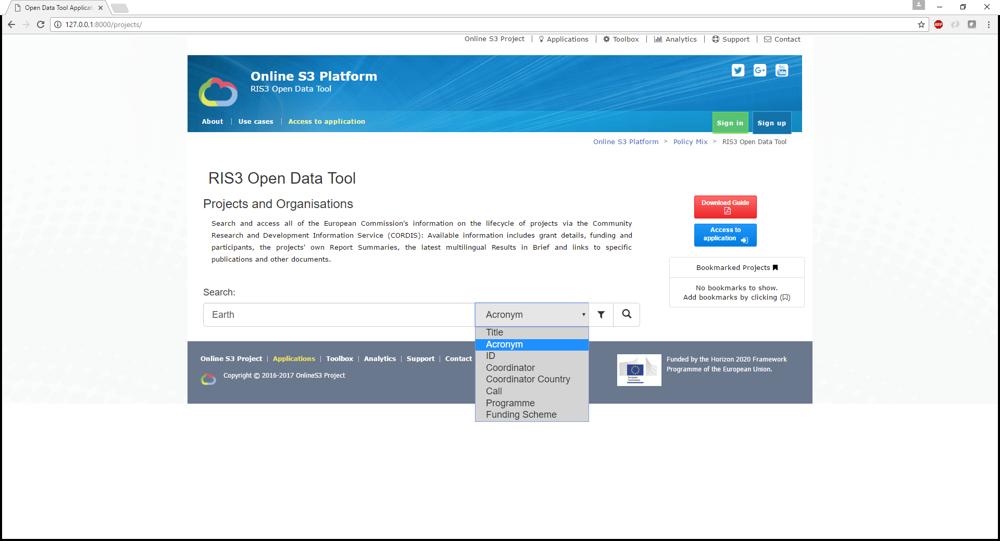 Open Data Tool Applicat
127.0.0.1:8000/projects/
ABP
Online S3 Project | Applications | Toolbox | Analytics | Support | Contact
Online S3 Platform
RIS3 Open Data Tool
G+
You Tube
About | Use cases | Access to application
Sign in
Sign up
Online S3 Platform > Policy Mix > RIS3 Open Data Tool
RIS3 Open Data Tool
Projects and Organisations
Search and access all of the European Commission's information on the lifecycle of projects via the Community
Research and Development Information Service (CORDIS): Available information includes grant details, funding and
participants, the projects' own Report Summaries, the latest multilingual Results in Brief and links to specific
publications and other documents.
Download Guide
Access to
application
Bookmarked Projects
No bookmarks to show.
Add bookmarks by clicking ()
Search:
Earth
Acronym
Title
Acronym
ID
Coordinator
Coordinator Country
Call
Programme
Funding Scheme
Online S3 Project | Applications | Toolbox | Analytics | Support | Contact
Copyright © 2016-2017 OnlineS3 Project
European
Commission
Funded by the Horizon 2020 Framework
Programme of the European Union.